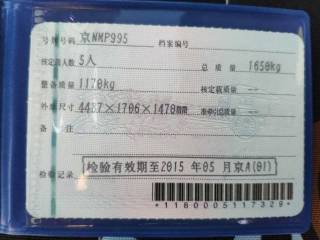 号牌号码 京NMP995 档案编号
核定载人数 5人 总质量 1650kg
整备质量 1170kg 核定载质量 --
外廓尺寸 4487×1706×1470mm 准牵引总质量 --
备注
检验记录 检验有效期至2015年05月京A(01)
*1180005117329*